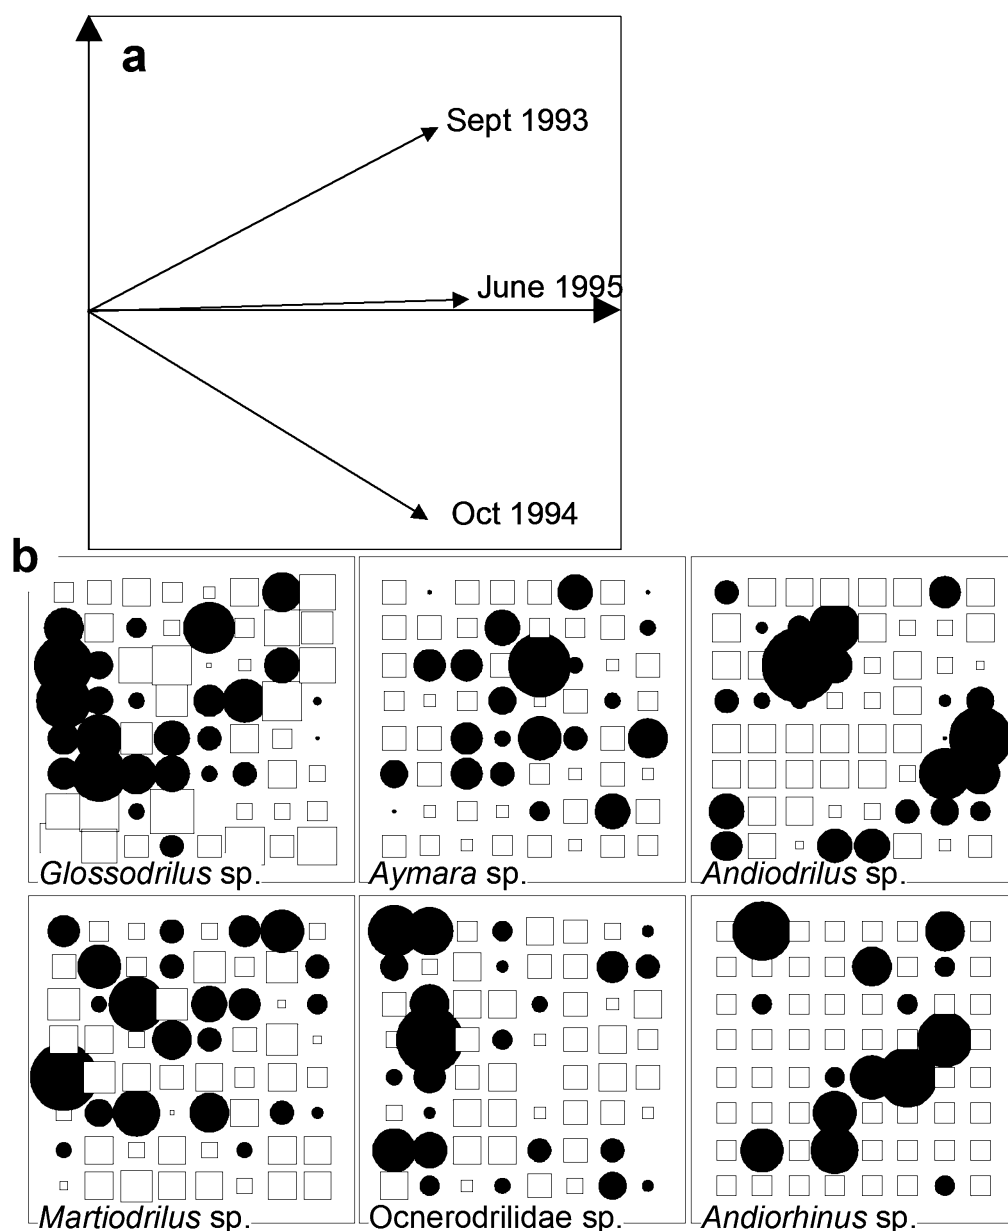 a
Sept 1993
June 1995
Oct 1994
b
Glossodrilus sp.
Aymara sp.
Andiodrilus sp.
Martiodrilus sp.
Ocnerodrilidae sp.
Andiorhinus sp.